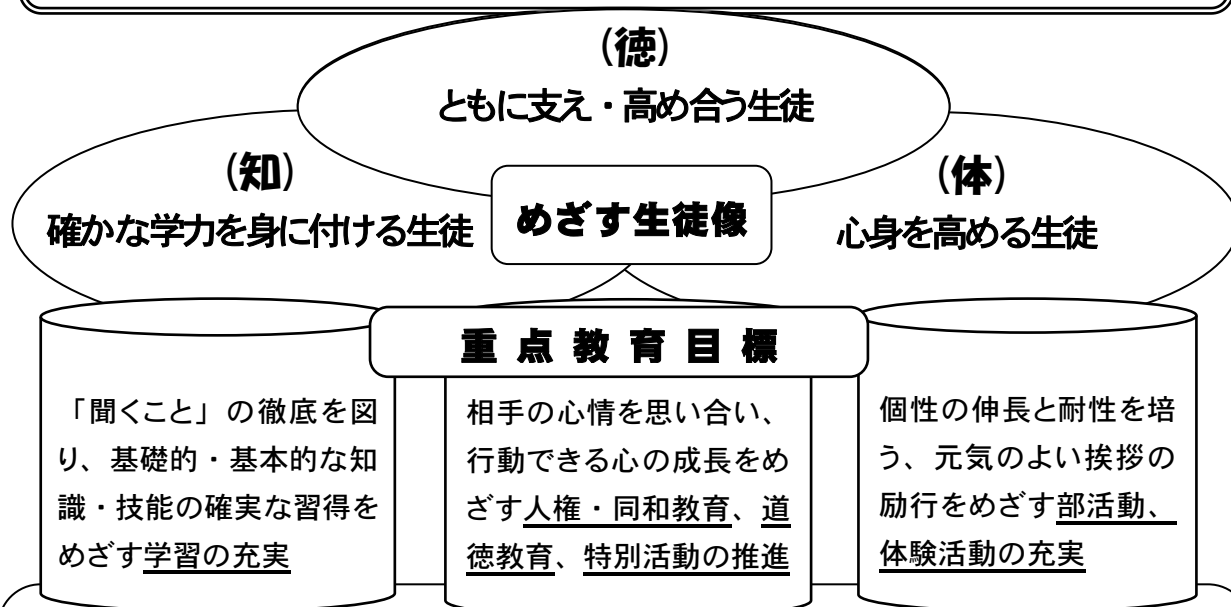 (徳)
ともに支え・高め合う生徒
(知)
確かな学力を身に付ける生徒
(体)
心身を高める生徒
めざす生徒像
重点教育目標
「聞くこと」の徹底を図
り、基礎的・基本的な知
識・技能の確実な習得を
めざす学習の充実
相手の心情を思い合い、
行動できる心の成長をめ
ざす人権・同和教育、道
徳教育、特別活動の推進
個性の伸長と耐性を培
う、元気のよい挨拶の
励行をめざす部活動、
体験活動の充実